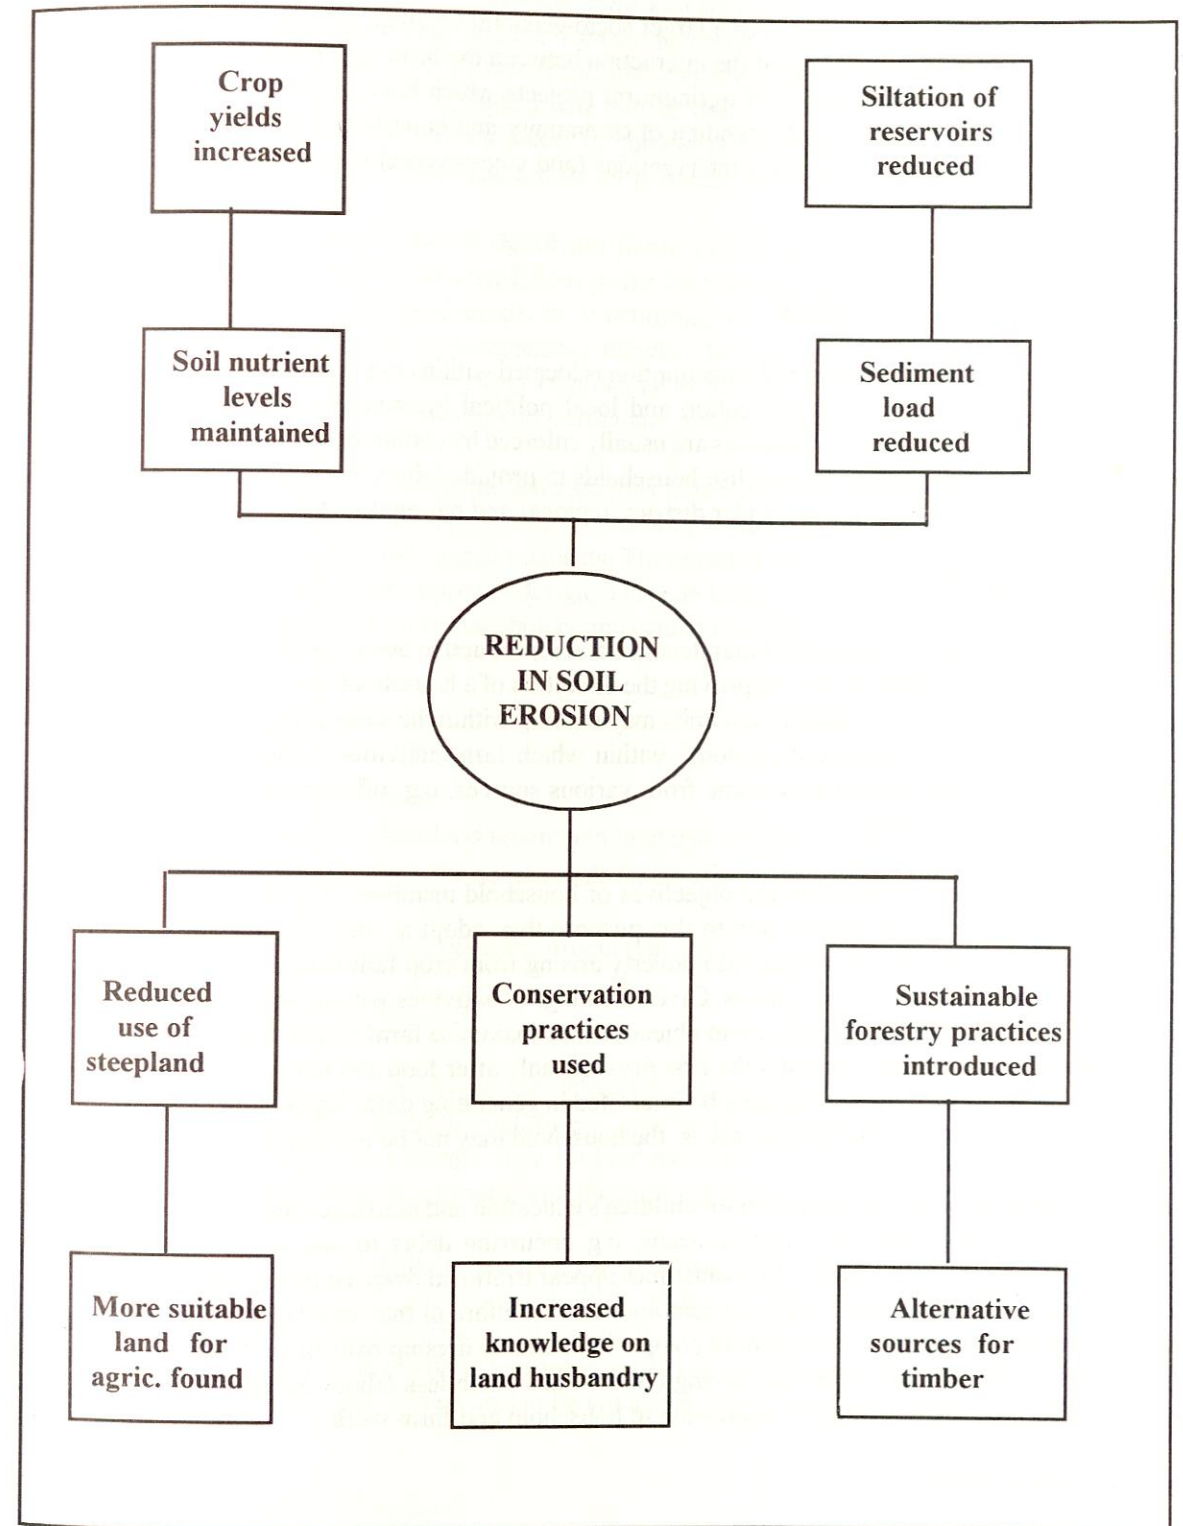 Crop
yields
increased
Siltation of
reservoirs
reduced
Soil nutrient
levels
maintained
Sediment
load
reduced
REDUCTION
IN SOIL
EROSION
Reduced
use of
steepland
Conservation
practices
used
Sustainable
forestry practices
introduced
More suitable
land for
agric. found
Increased
knowledge on
land husbandry
Alternative
sources for
timber